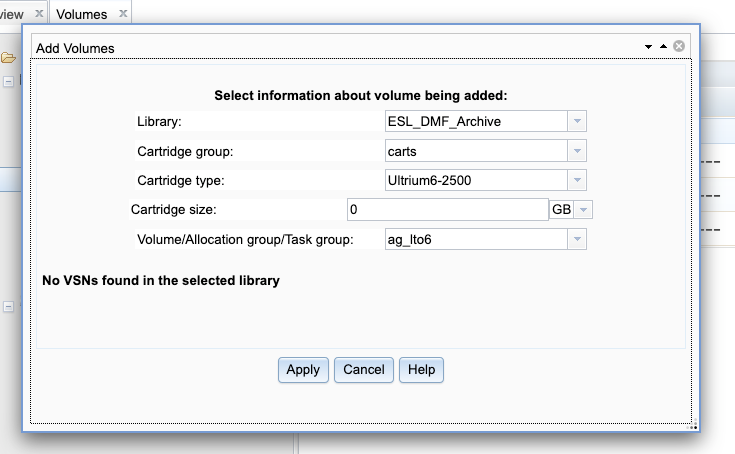 view
Volumes
Add Volumes
Select information about volume being added:
Library: ESL_DMF_Archive
Cartridge group: carts
Cartridge type: Ultrium6-2500
Cartridge size: 0 GB
Volume/Allocation group/Task group: ag_lto6
No VSNs found in the selected library
Apply Cancel Help